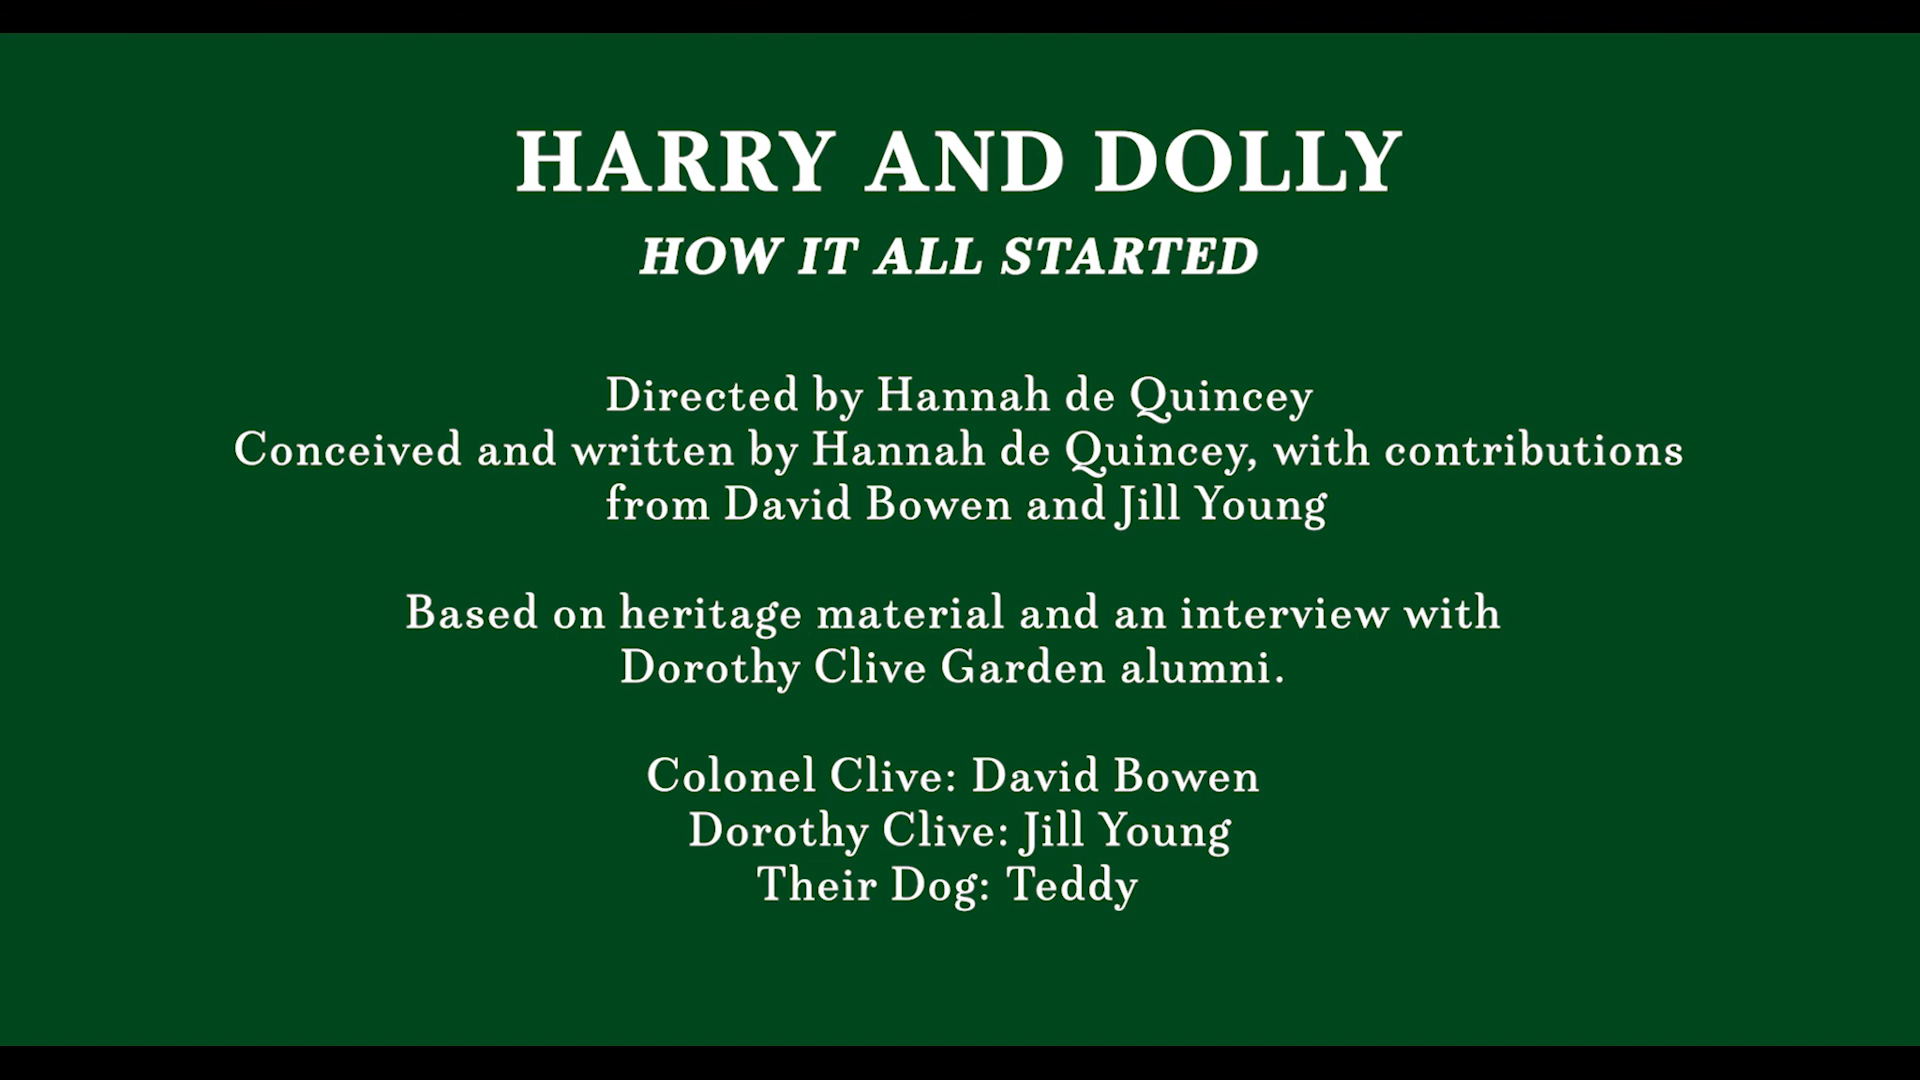 HARRY AND DOLLY
HOW IT ALL STARTED
Directed by Hannah de Quincey
Conceived and written by Hannah de Quincey, with contributions
from David Bowen and Jill Young
Based on heritage material and an interview with
Dorothy Clive Garden alumni.
Colonel Clive: David Bowen
Dorothy Clive: Jill Young
Their Dog: Teddy